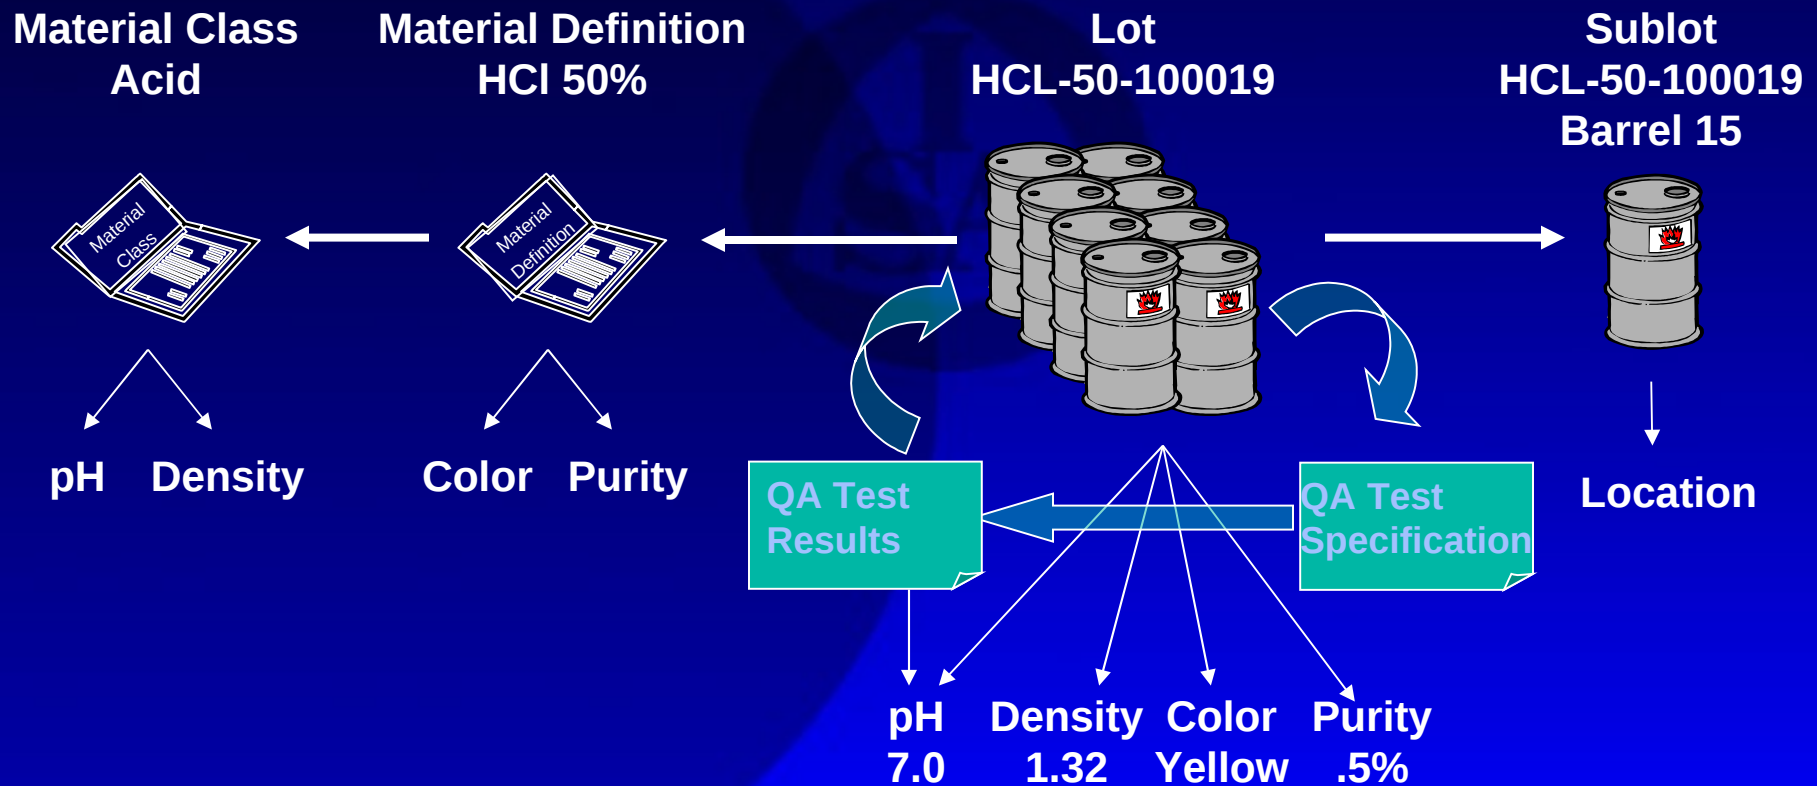 Material Class
Acid
Material Definition
HCl 50%
Lot
HCL-50-100019
Sublot
HCL-50-100019
Barrel 15
Material
Class
Material
Definition
pH Density
Color Purity
QA Test
Results
QA Test
Specification
Location
pH Density Color Purity
7.0 1.32 Yellow .5%